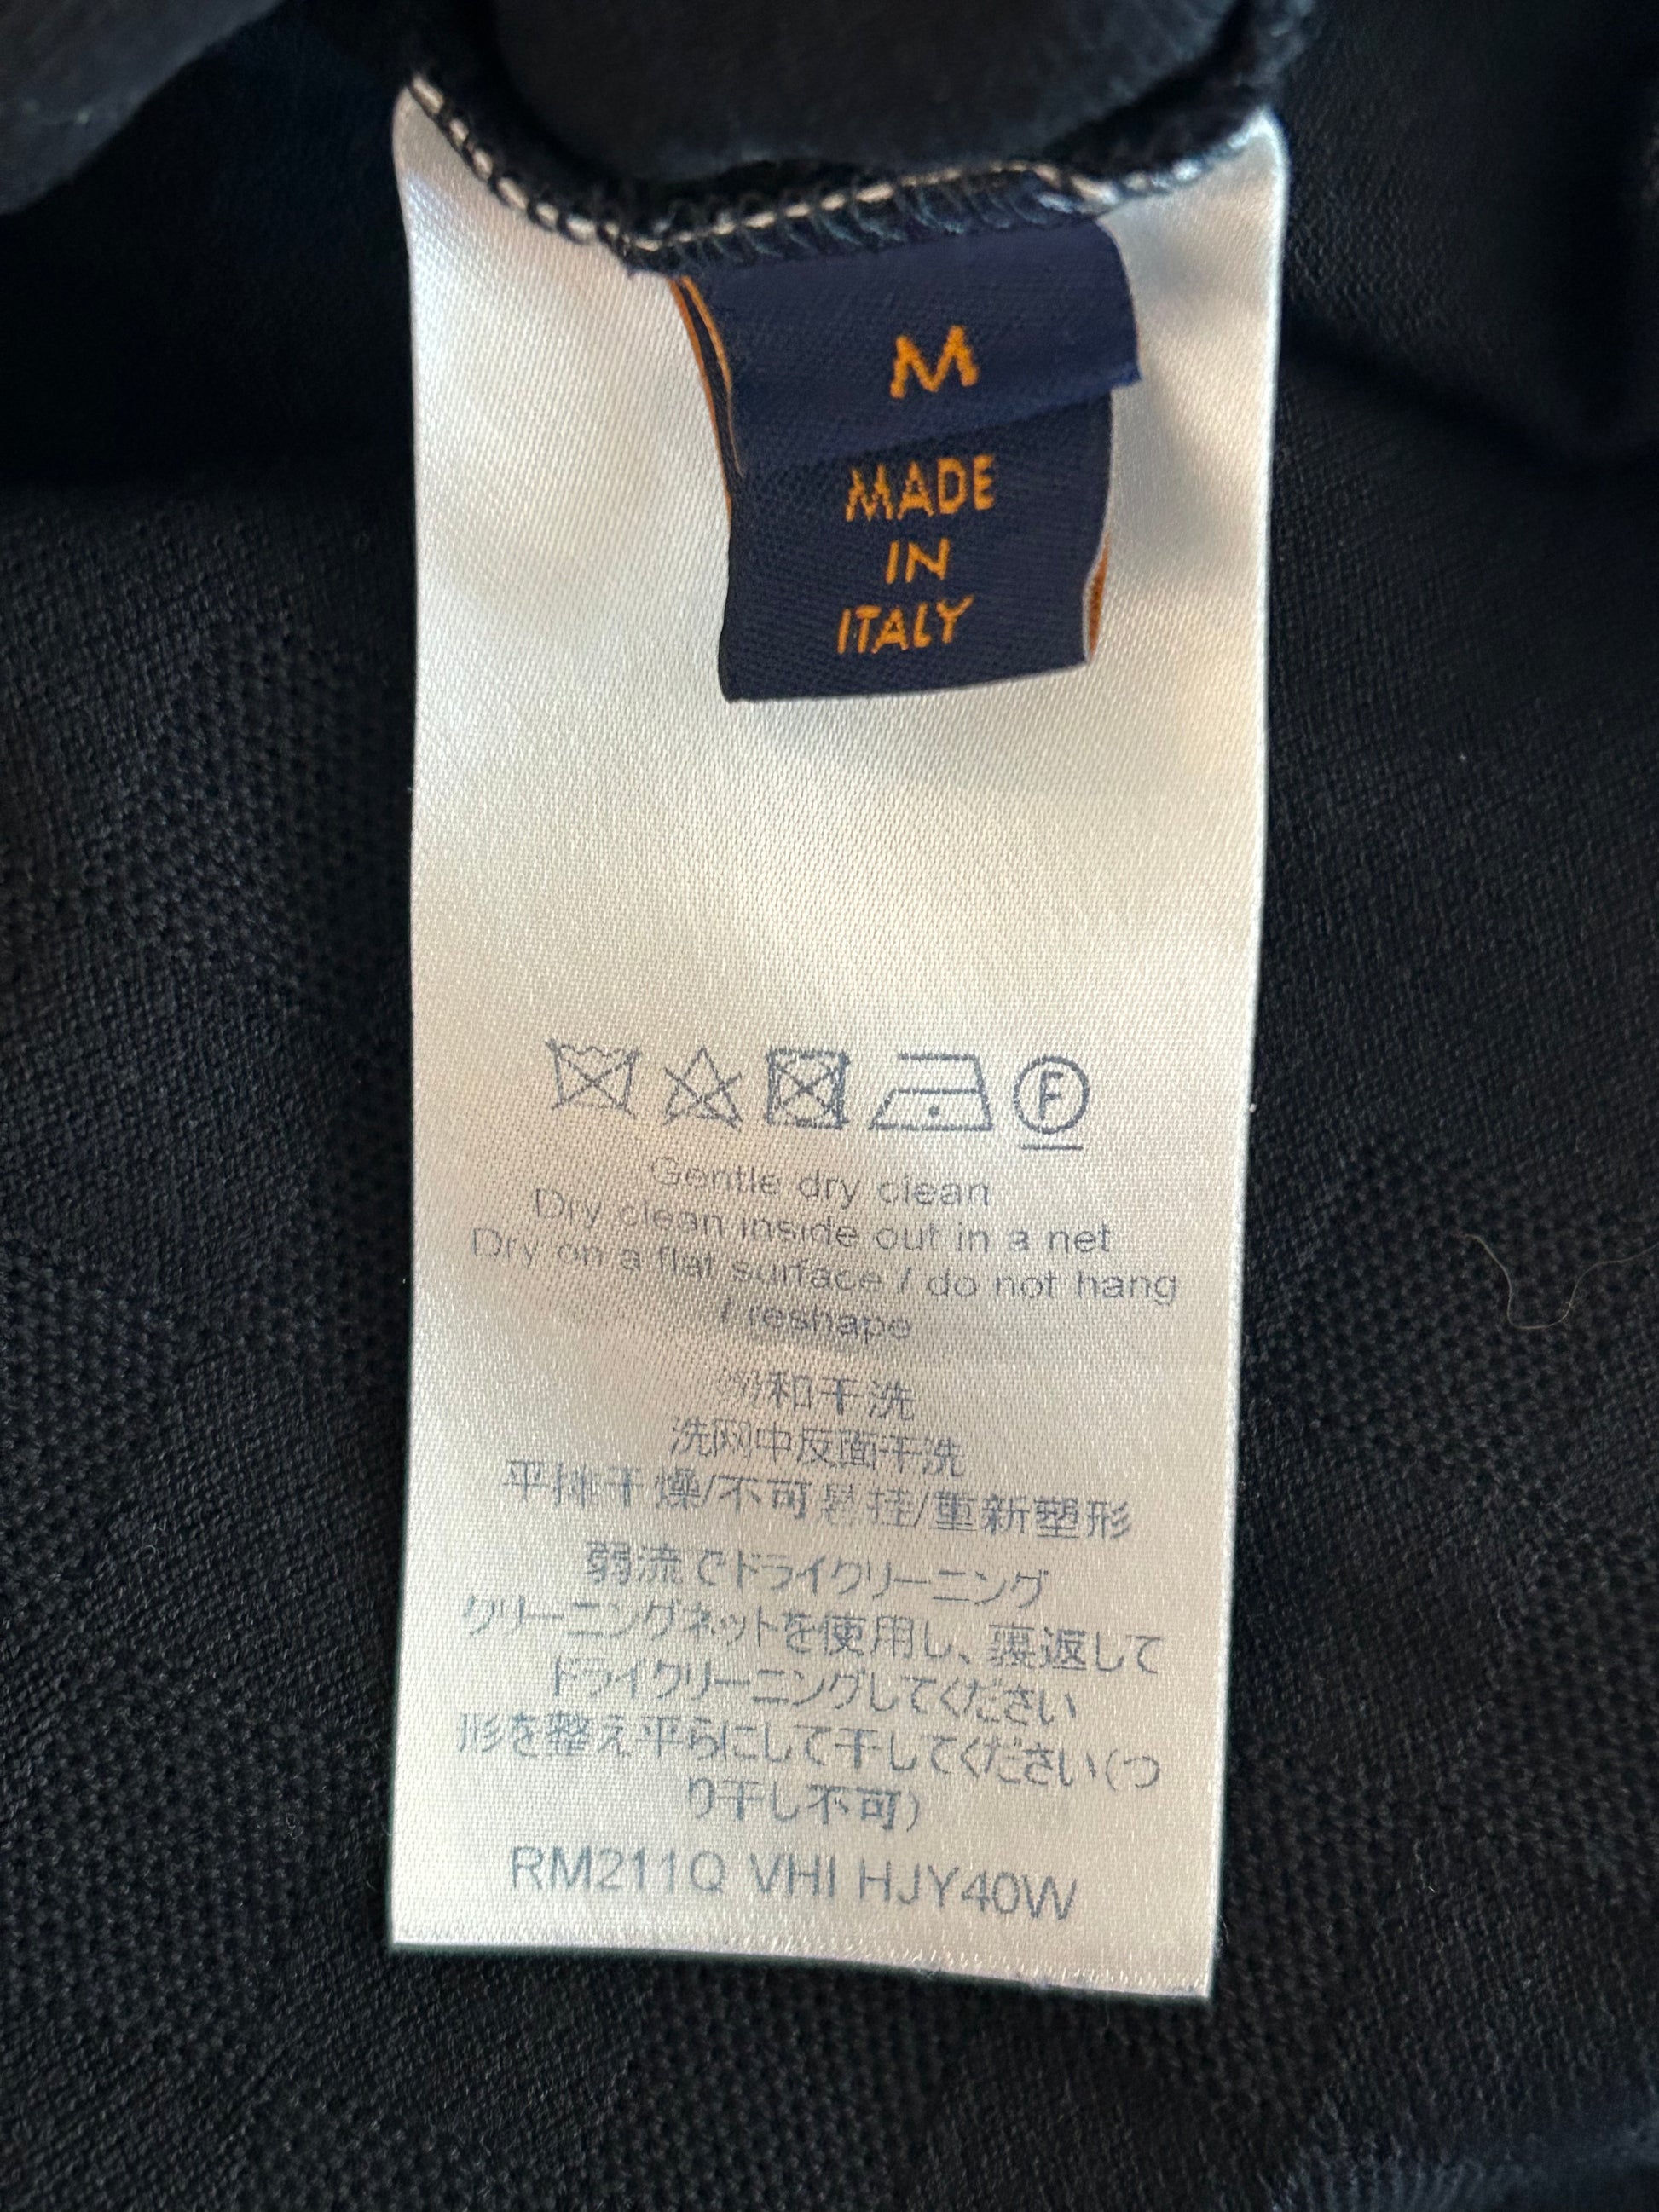 M
MADE
IN
ITALY
F
Gentle dry clean
Dry clean inside out in a net
Dry on a flat surface / do not hang
/ reshape
和干洗
洗网中反面干洗
平排干燥/不可悬挂/重新塑形
弱流でドライクリーニング
クリーニングネットを使用し、裏返して
ドライクリーニングしてください
形を整え平らにして干してください(つ
り干し不可)
RM211Q VHI HJY40W